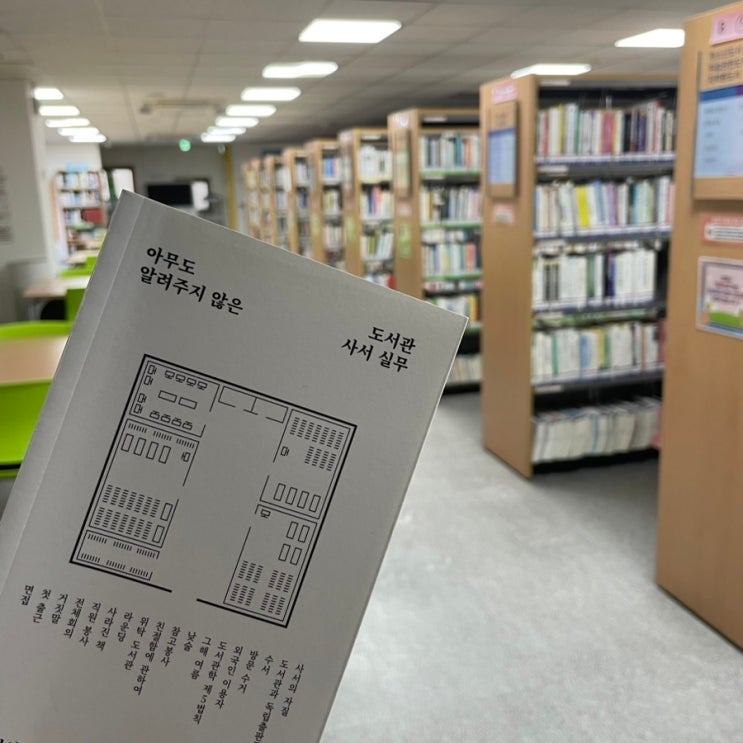 아무도
알려주지 않은
도서관
사서 실무
면접
첫 출근
거짓말
전체회의
직원 봉사
사라진 책
라운딩
위탁 도서관
친절함에 관하여
참고봉사
낮술
그해 여름
도서관학 제5법칙
외국인 이용자
방문 수거
수서
도서관과 독립출판
사서의 자질